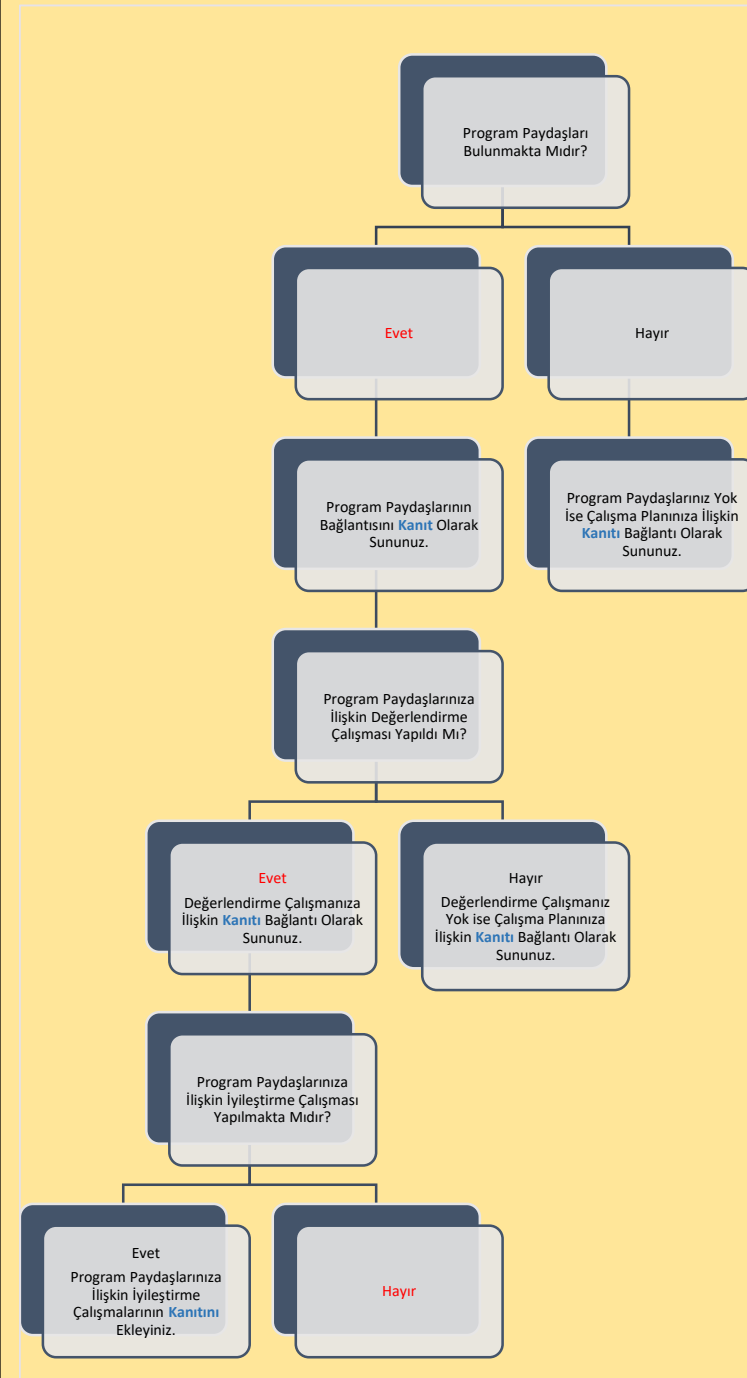 Program Paydaşları
Bulunmakta Mıdır?
Evet
Hayır
Program Paydaşlarının
Bağlantısını Kanıt Olarak
Sununuz.
Program Paydaşlarınız Yok
İse Çalışma Planınıza İlişkin
Kanıtı Bağlantı Olarak
Sununuz.
Program Paydaşlarınıza
İlişkin Değerlendirme
Çalışması Yapıldı Mı?
Evet
Değerlendirme Çalışmanıza
İlişkin Kanıtı Bağlantı Olarak
Sununuz.
Hayır
Değerlendirme Çalışmanız
Yok ise Çalışma Planınıza
İlişkin Kanıtı Bağlantı Olarak
Sununuz.
Program Paydaşlarınıza
İlişkin İyileştirme Çalışması
Yapılmakta Mıdır?
Evet
Program Paydaşlarınıza
İlişkin İyileştirme
Çalışmalarının Kanıtını
Ekleyiniz.
Hayır